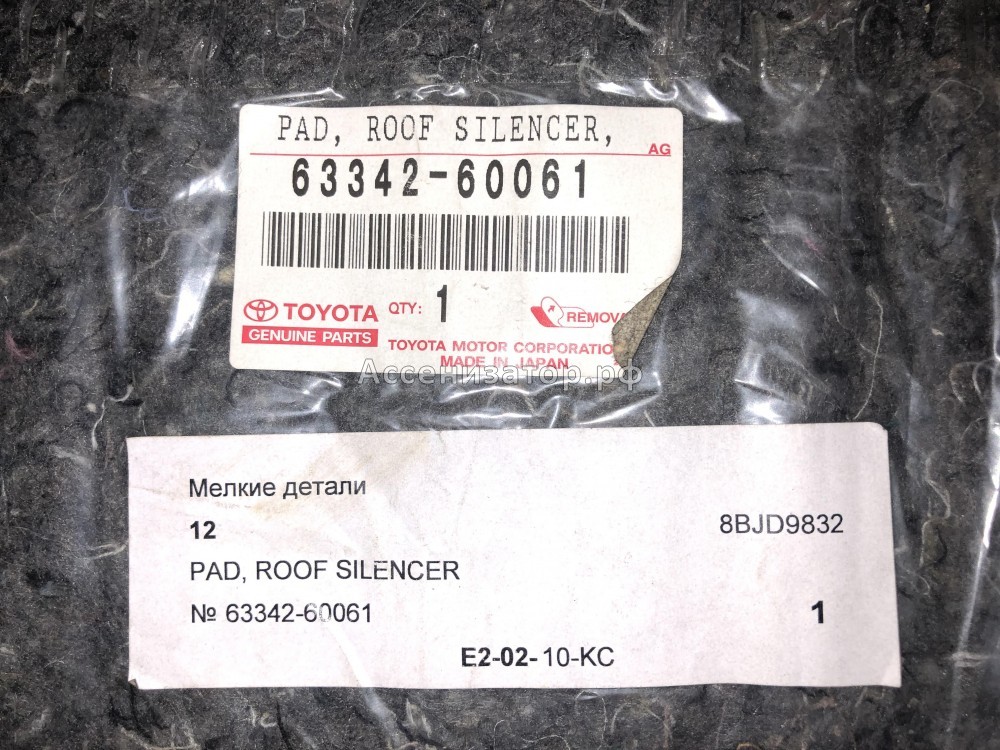 PAD, ROOF SILENCER,
AG
63342-60061
TOYOTA QTY: 1
GENUINE PARTS
TOYOTA MOTOR
MADE IN JAPAN
Ассенизатор.рф
Мелкие детали
12 8BJD9832
PAD, ROOF SILENCER
№ 63342-60061 1
E2-02-10-KC